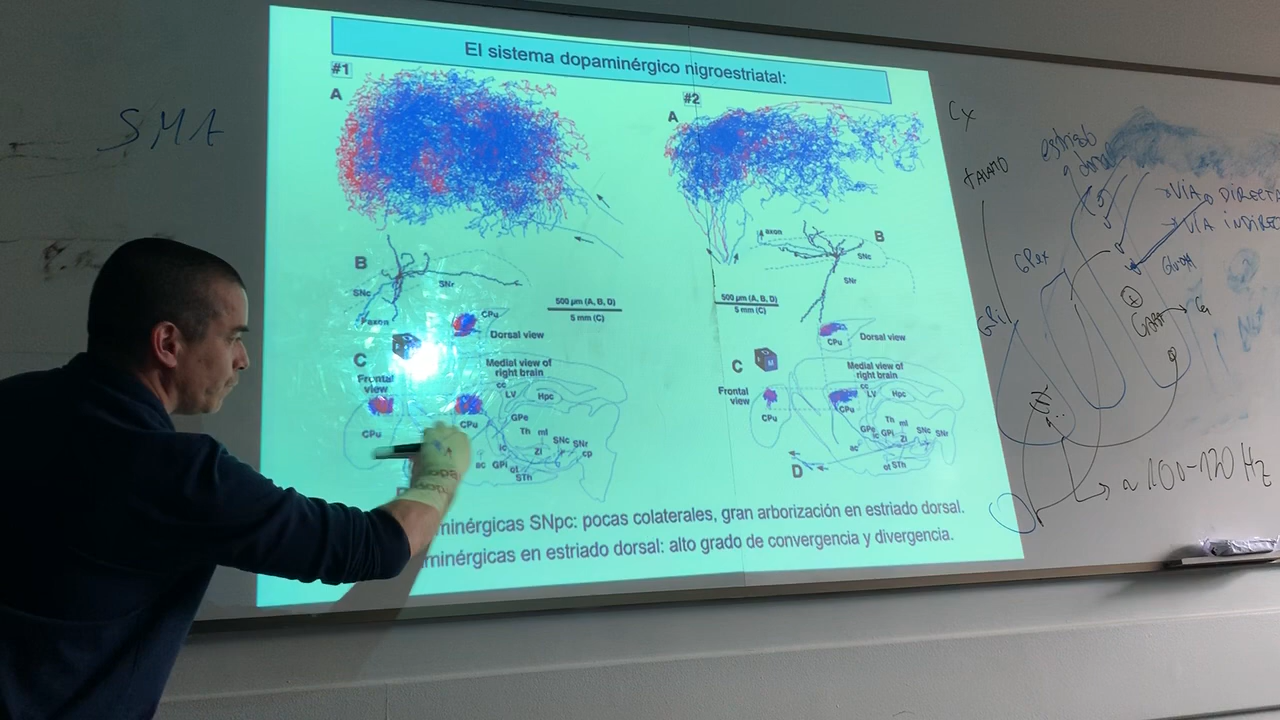 El sistema dopaminérgico nigroestriatal:
#1
A
B
SNc
SNr
axon
500 µm (A, B, D)
5 mm (C)
CPu
Dorsal view
C
Frontal
view
CPu
Medial view of
right brain
cc
LV
Hpc
CPu
GPe
Th
ml
ic
ZI
SNc
SNr
cp
ac
GPi
ot
STh
#2
A
axon
B
SNc
SNr
500 µm (A, B, D)
5 mm (C)
CPu
Dorsal view
C
M
Frontal
view
CPu
Medial view of
right brain
cc
LV
Hpc
CPu
Th
ml
GPe
ic
GPi
ZI
SNc
SNr
ac
ot
STh
D
minérgicas SNpc: pocas colaterales, gran arborización en estriado dorsal.
minérgicas en estriado dorsal: alto grado de convergencia y divergencia.
SMA
Cx
TALAMO
VÍA DIRECTA
VÍA INDIREC
GPex
GPi
GABA
+
~ 100-120 Hz